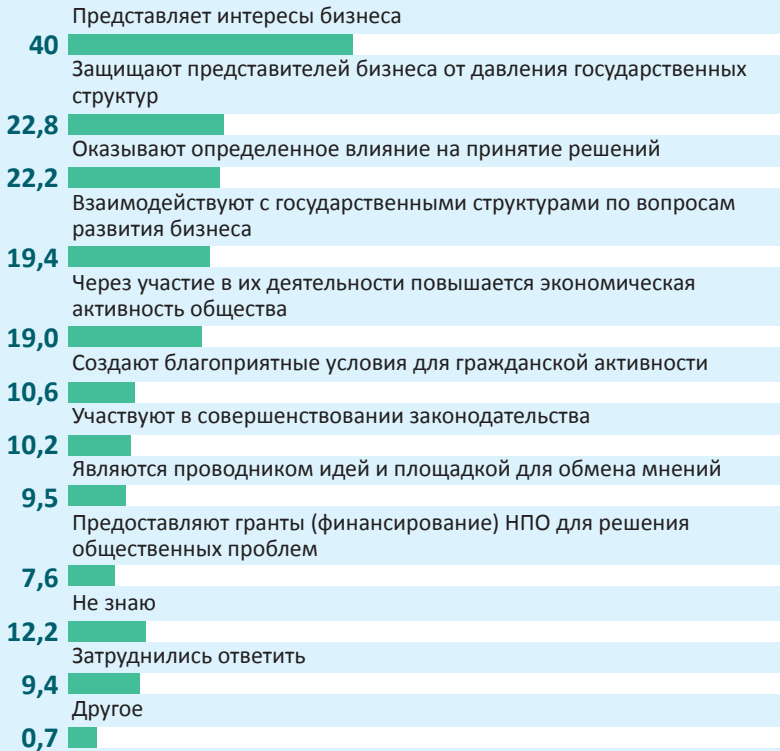 Представляет интересы бизнеса
40
Защищают представителей бизнеса от давления государственных
структур
22,8
Оказывают определенное влияние на принятие решений
22,2
Взаимодействуют с государственными структурами по вопросам
развития бизнеса
19,4
Через участие в их деятельности повышается экономическая
активность общества
19,0
Создают благоприятные условия для гражданской активности
10,6
Участвуют в совершенствовании законодательства
10,2
Являются проводником идей и площадкой для обмена мнений
9,5
Предоставляют гранты (финансирование) НПО для решения
общественных проблем
7,6
Не знаю
12,2
Затруднились ответить
9,4
Другое
0,7